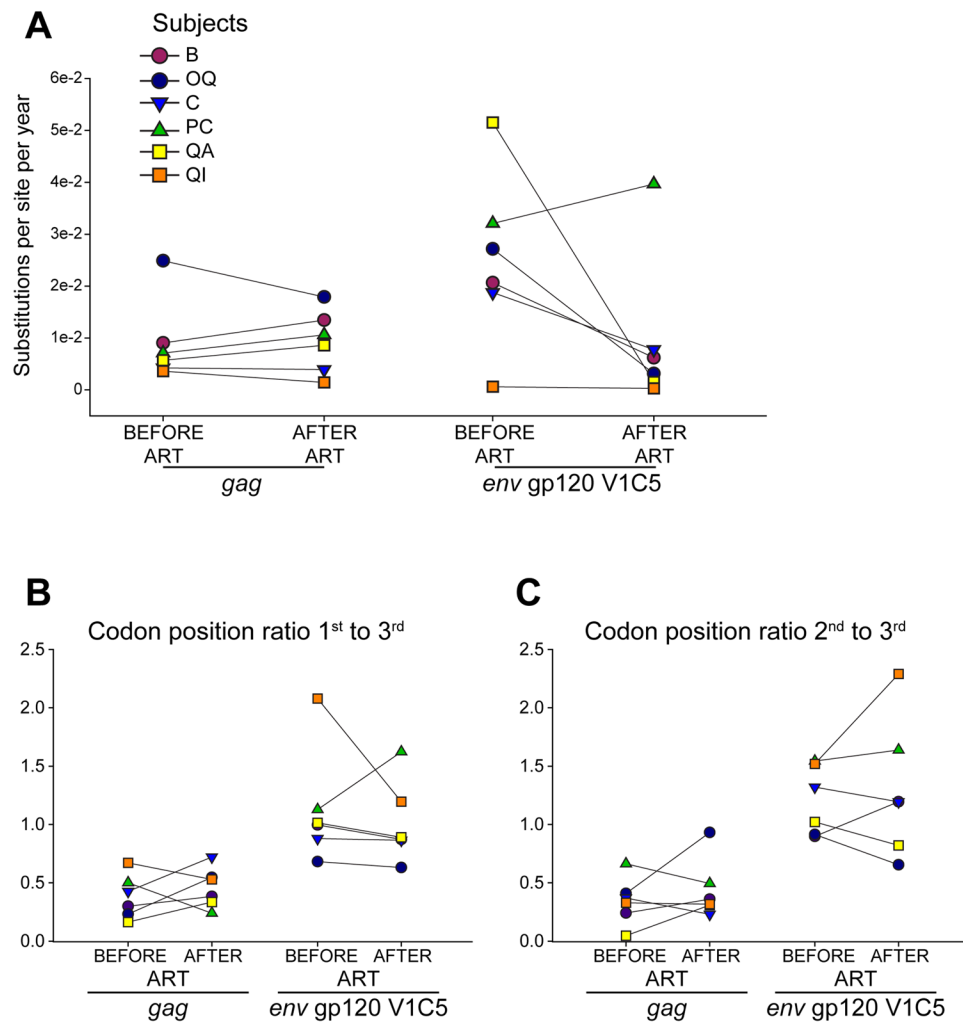 A
Subjects
B
OQ
C
PC
QA
QI
Substitutions per site per year
6e-2
5e-2
4e-2
3e-2
2e-2
1e-2
0
BEFORE ART
AFTER ART
BEFORE ART
AFTER ART
gag
env gp120 V1C5
B
Codon position ratio 1st to 3rd
2.5
2.0
1.5
1.0
0.5
0.0
BEFORE AFTER BEFORE AFTER
ART ART
gag env gp120 V1C5
C
Codon position ratio 2nd to 3rd
2.5
2.0
1.5
1.0
0.5
0.0
BEFORE AFTER BEFORE AFTER
ART ART
gag env gp120 V1C5